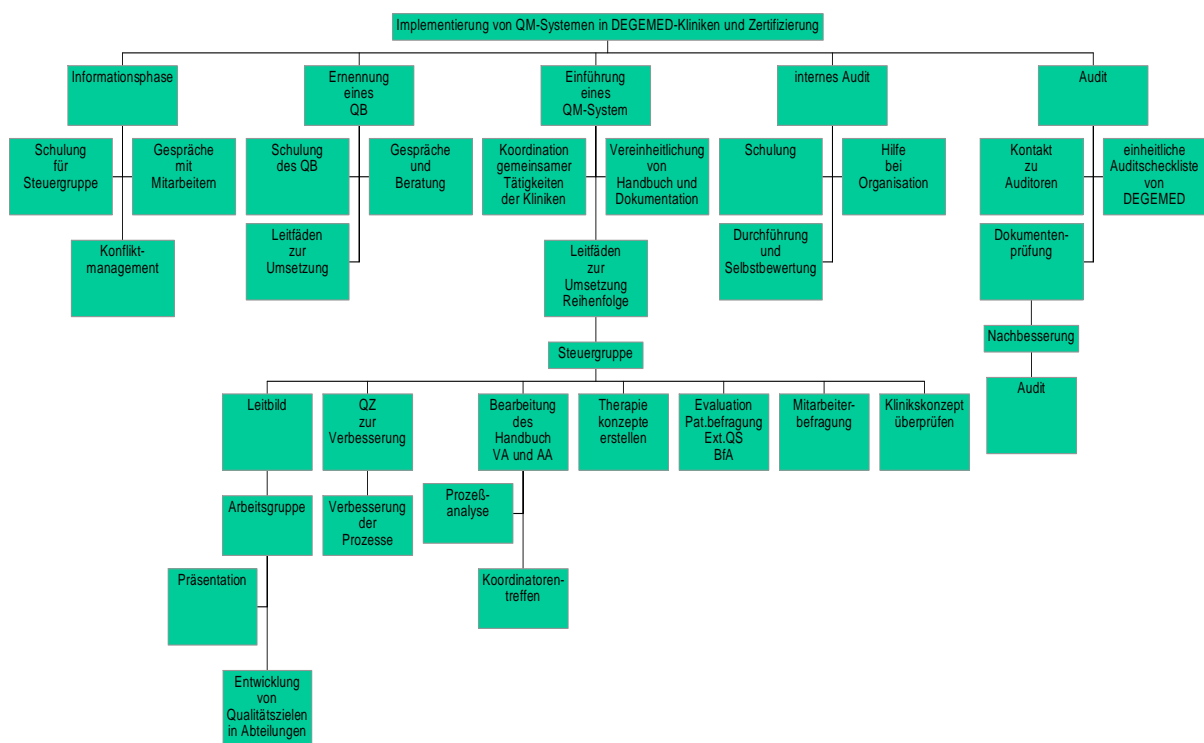 Implementierung von QM-Systemen in DEGEMED-Kliniken und Zertifizierung
Informationsphase
Ernennung
eines
QB
Einführung
eines
QM-System
internes Audit
Audit
Schulung
für
Steuergruppe
Gespräche
mit
Mitarbeitern
Schulung
des QB
Gespräche
und
Beratung
Koordination
gemeinsamer
Tätigkeiten
der Kliniken
Vereinheitlichung
von
Handbuch und
Dokumentation
Schulung
Hilfe
bei
Organisation
Kontakt
zu
Auditoren
einheitliche
Auditscheckliste
von
DEGEMED
Konflikt-
management
Leitfäden
zur
Umsetzung
Leitfäden
zur
Umsetzung
Reihenfolge
Durchführung
und
Selbstbewertung
Dokumenten-
prüfung
Nachbesserung
Audit
Steuergruppe
Leitbild
QZ
zur
Verbesserung
Bearbeitung
des
Handbuch
VA und AA
Therapie
konzepte
erstellen
Evaluation
Pat.befragung
Ext.QS
BfA
Mitarbeiter-
befragung
Klinikskonzept
überprüfen
Arbeitsgruppe
Verbesserung
der
Prozesse
Prozeß-
analyse
Präsentation
Koordinatoren-
treffen
Entwicklung
von
Qualitätszielen
in Abteilungen